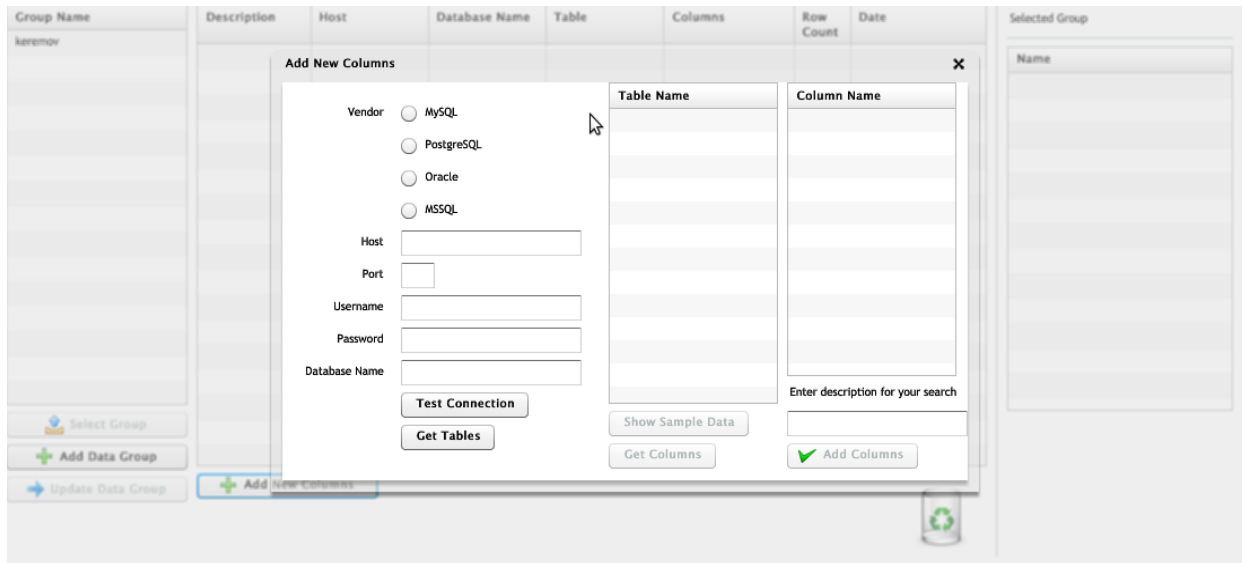 Group Name
Description
Host
Database Name
Table
Columns
Row
Count
Date
Selected Group
keremov
Name
Add New Columns
Vendor
MySQL
PostgreSQL
Oracle
MSSQL
Host
Port
Username
Password
Database Name
Test Connection
Get Tables
Table Name
Show Sample Data
Get Columns
Column Name
Enter description for your search
Add Columns
Select Group
Add Data Group
Update Data Group
Add New Columns